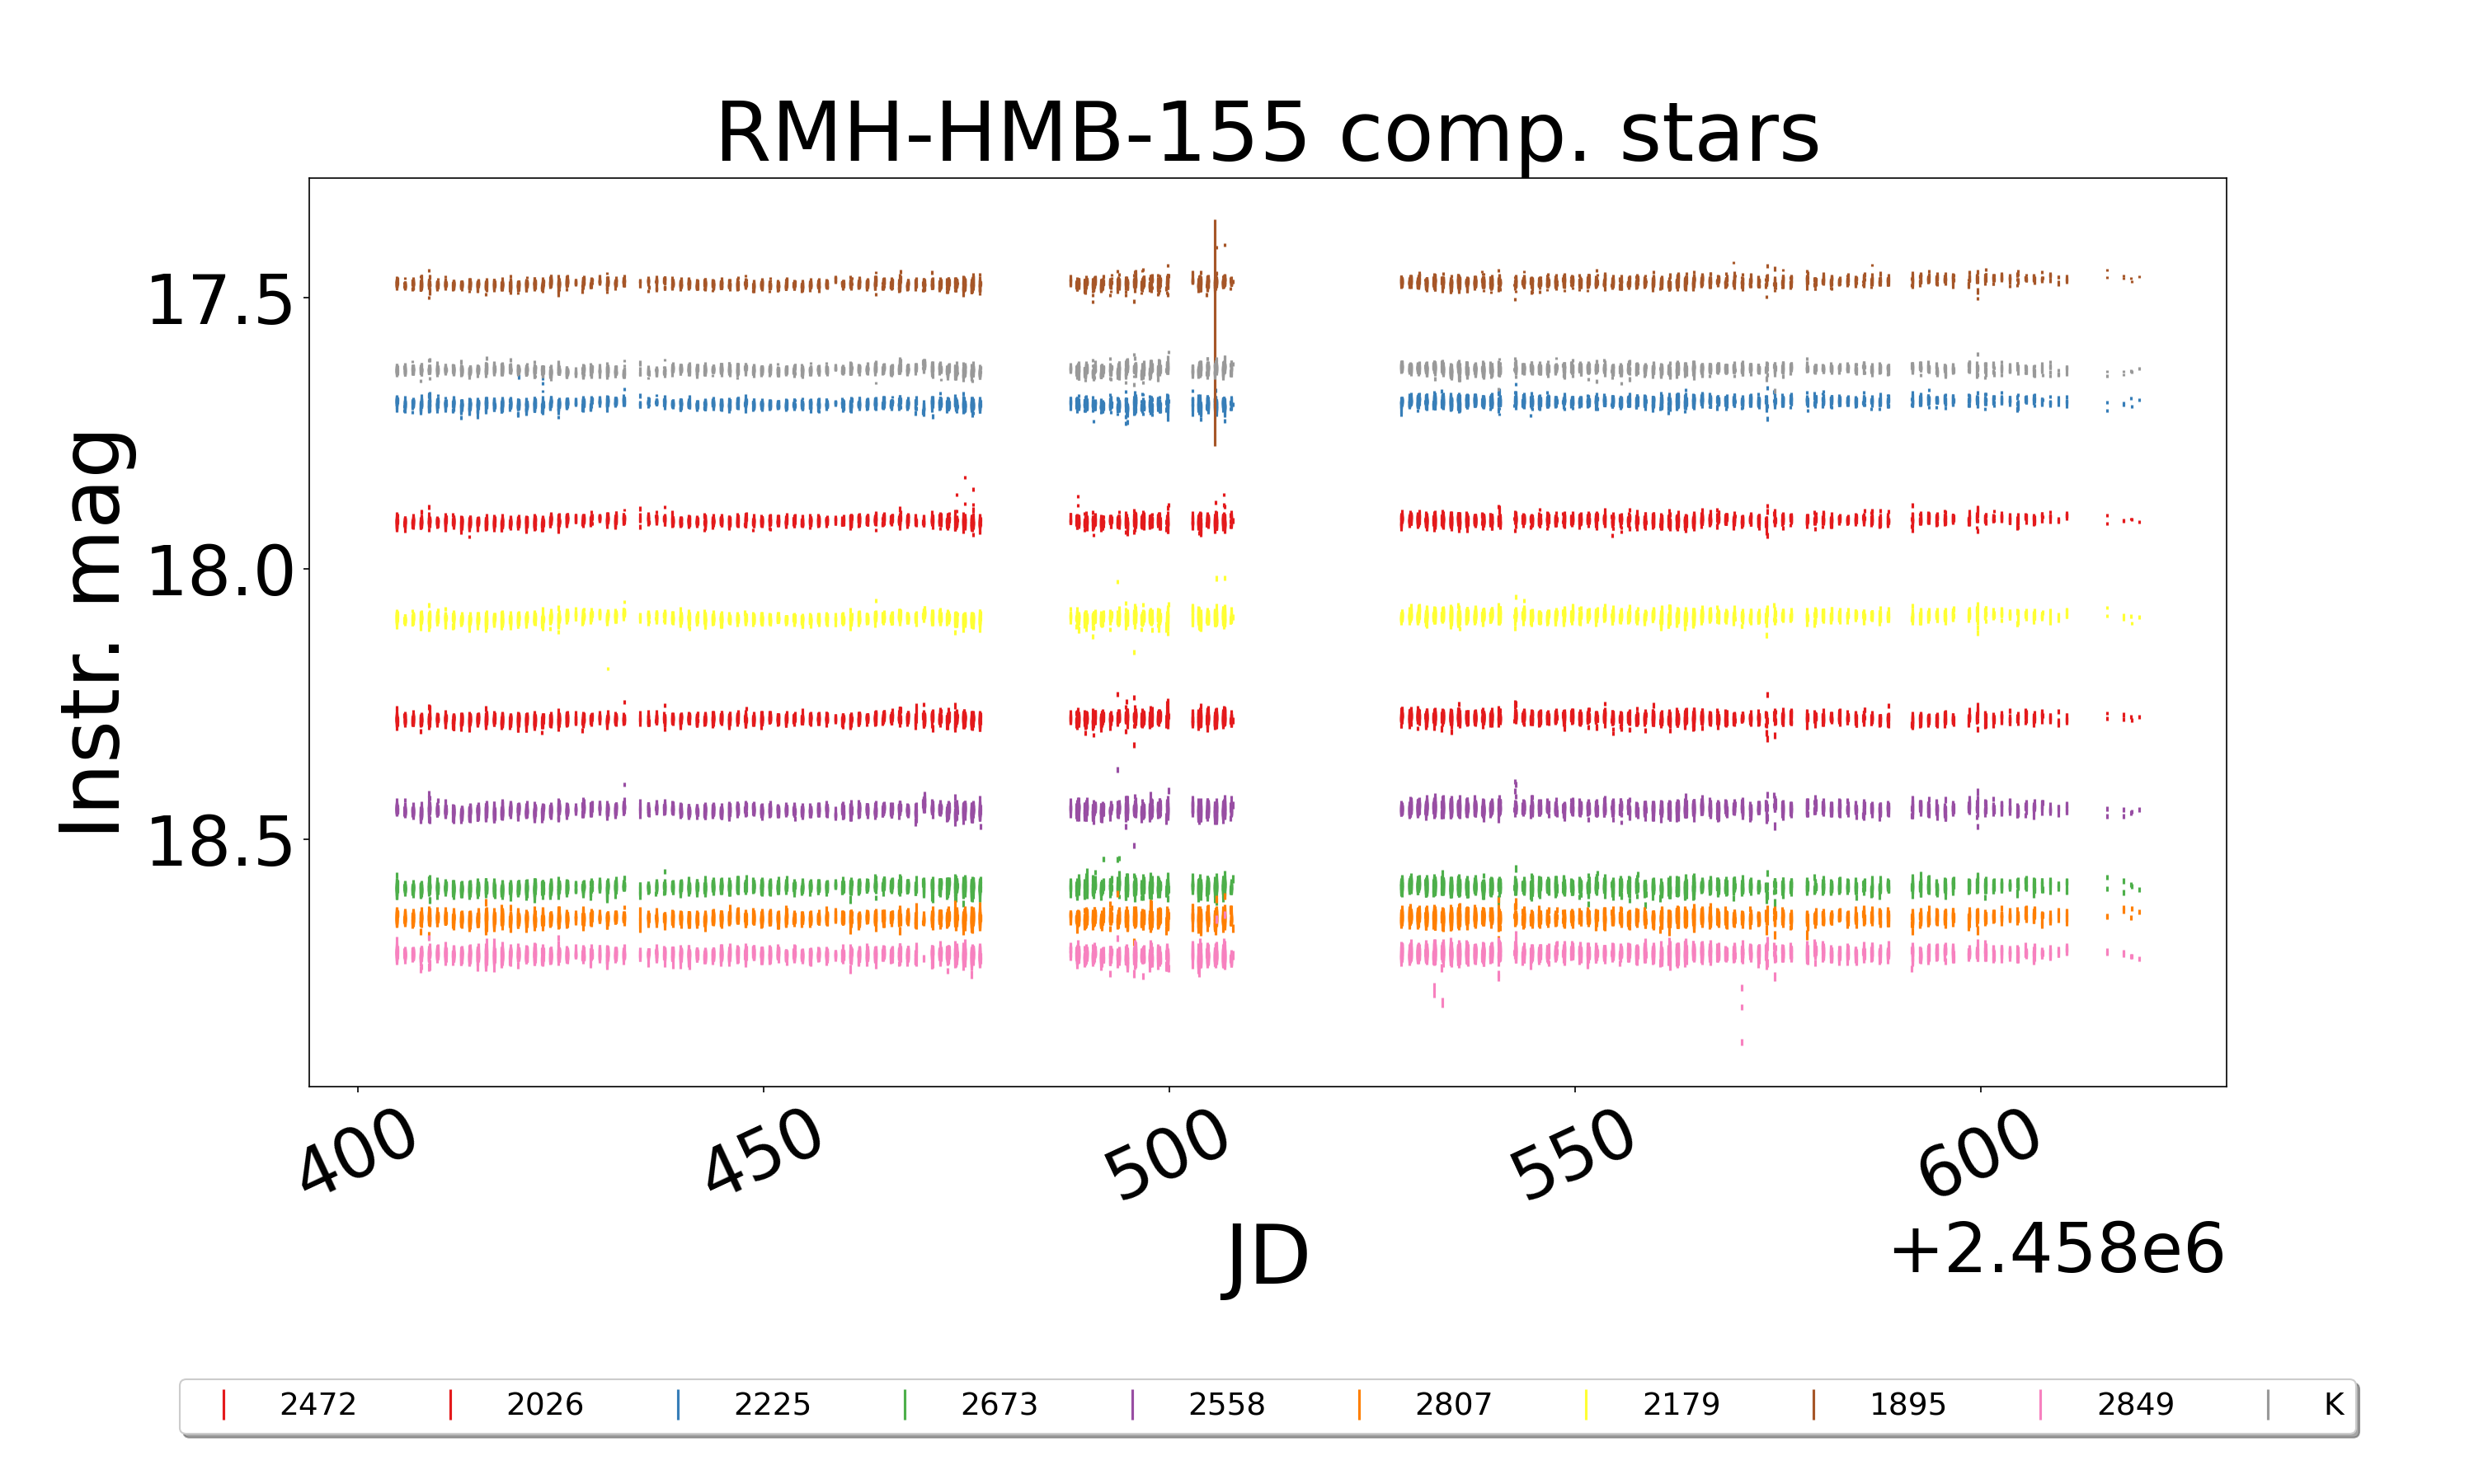 RMH-HMB-155 comp. stars
Instr. mag
17.5
18.0
18.5
400 450 500 550 600
JD
+2.458e6
2472 2026 2225 2673 2558 2807 2179 1895 2849 K